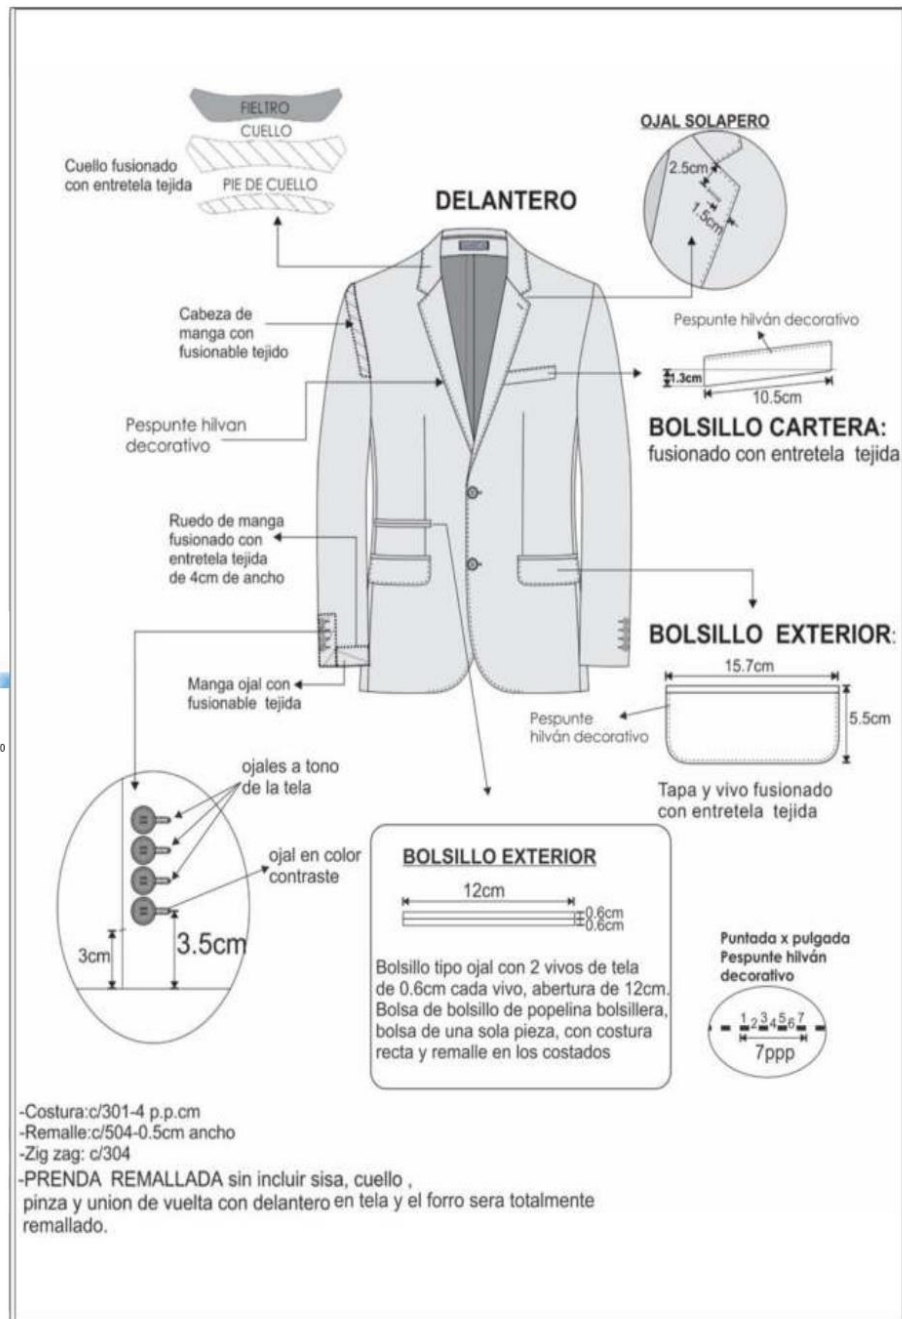 FIELTRO
CUELLO
Cuello fusionado
con entretela tejida
PIE DE CUELLO
DELANTERO
OJAL SOLAPERO
2.5cm
1.5cm
Cabeza de
manga con
fusionable tejido
Pespunte hilván decorativo
1.3cm
10.5cm
BOLSILLO CARTERA:
fusionado con entretela tejida
Pespunte hilvan
decorativo
Ruedo de manga
fusionado con
entretela tejida
de 4cm de ancho
BOLSILLO EXTERIOR:
15.7cm
5.5cm
Pespunte
hilván decorativo
Tapa y vivo fusionado
con entretela tejida
Manga ojal con
fusionable tejida
0
ojales a tono
de la tela
ojal en color
contraste
3cm
3.5cm
BOLSILLO EXTERIOR
12cm
0.6cm
0.6cm
Bolsillo tipo ojal con 2 vivos de tela
de 0.6cm cada vivo, abertura de 12cm.
Bolsa de bolsillo de popelina bolsillera,
bolsa de una sola pieza, con costura
recta y remalle en los costados
Puntada x pulgada
Pespunte hilván
decorativo
1 2 3 4 5 6 7
7ppp
-Costura:c/301-4 p.p.cm
-Remalle:c/504-0.5cm ancho
-Zig zag: c/304
-PRENDA REMALLADA sin incluir sisa, cuello ,
pinza y union de vuelta con delantero en tela y el forro sera totalmente
remallado.